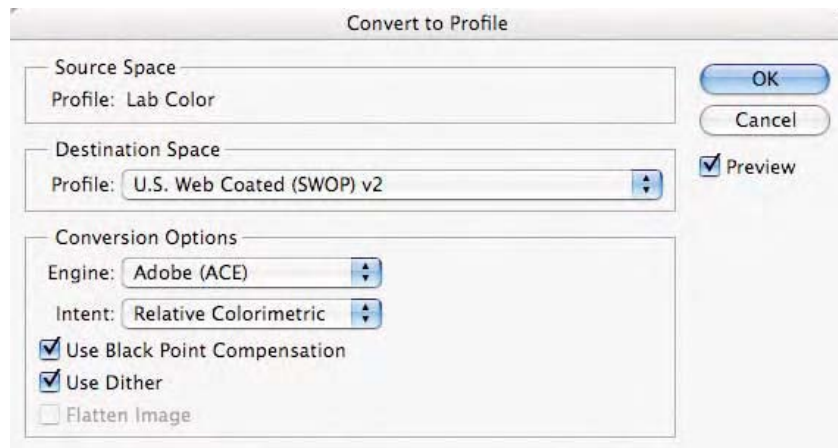 Convert to Profile
Source Space
Profile: Lab Color
OK
Cancel
Preview
Destination Space
Profile: U.S. Web Coated (SWOP) v2
Conversion Options
Engine: Adobe (ACE)
Intent: Relative Colorimetric
Use Black Point Compensation
Use Dither
Flatten Image